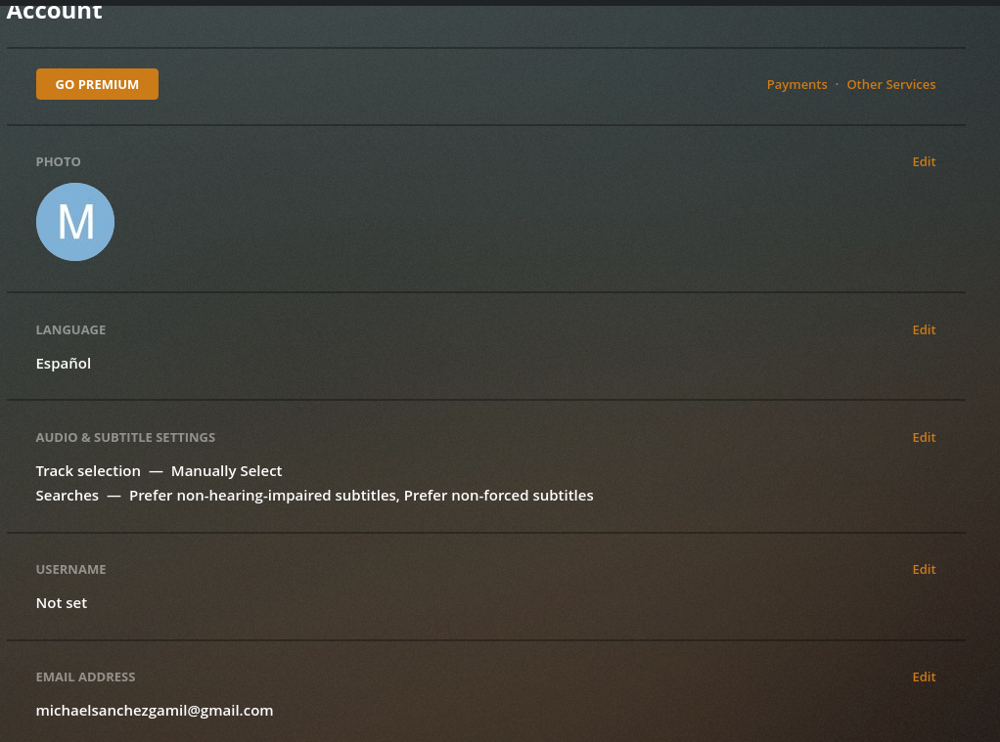 Account
GO PREMIUM
Payments · Other Services
PHOTO
Edit
M
LANGUAGE
Edit
Español
AUDIO & SUBTITLE SETTINGS
Edit
Track selection — Manually Select
Searches — Prefer non-hearing-impaired subtitles, Prefer non-forced subtitles
USERNAME
Edit
Not set
EMAIL ADDRESS
Edit
michaelsanchezgamil@gmail.com